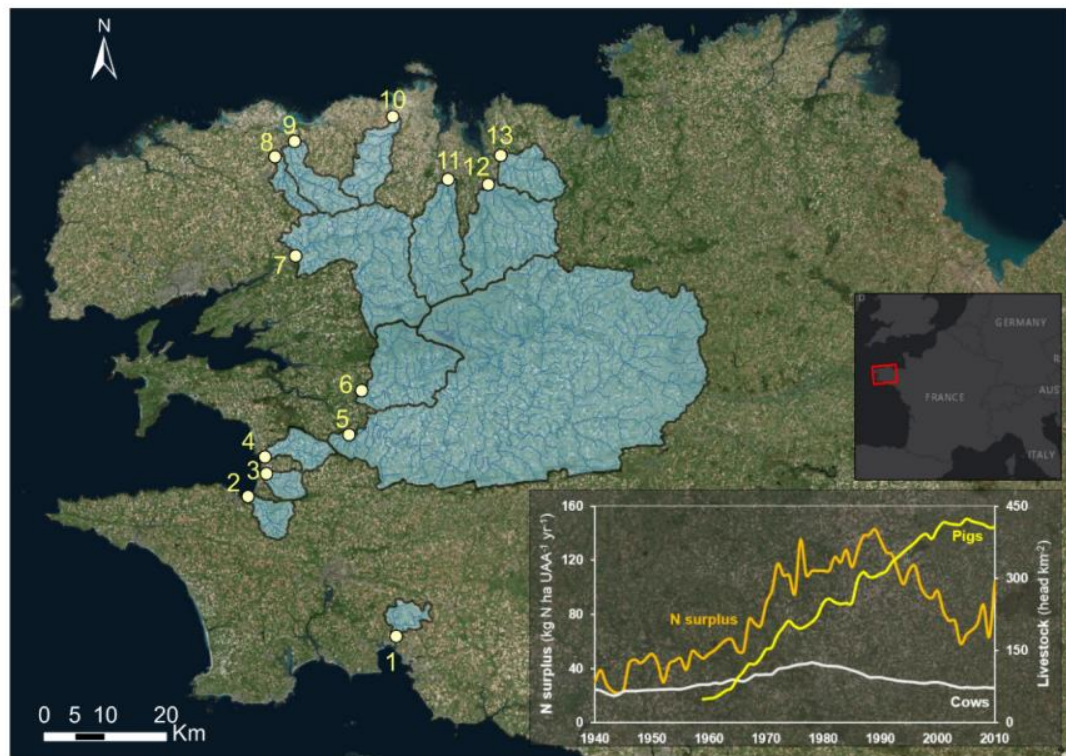 N
10
9
8
13
11
12
7
6
5
4
3
2
1
0 5 10 20
Km
D
GERMANY
R
FRANCE
AUS
ITALY
160
120
80
40
0
N surplus (kg N ha UAA⁻¹ yr⁻¹)
450
300
150
0
Livestock (head km⁻²)
Pigs
N surplus
Cows
1940 1950 1960 1970 1980 1990 2000 2010